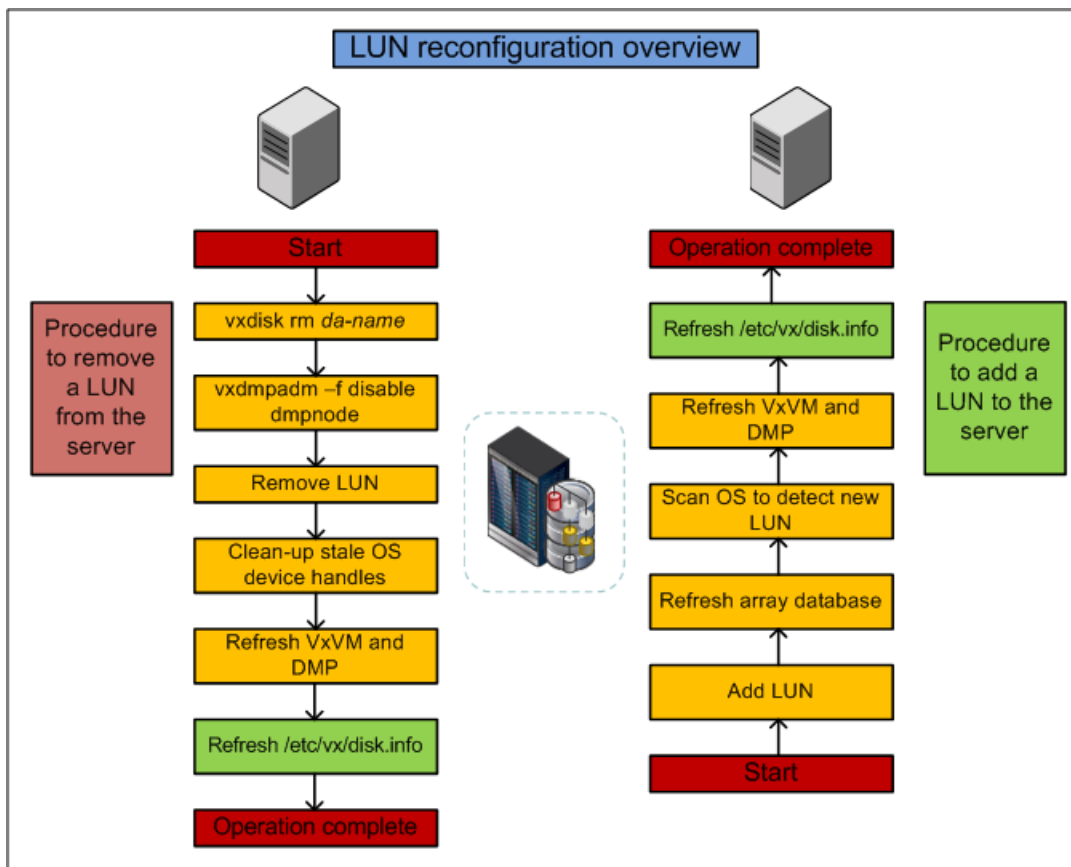 LUN reconfiguration overview
Start
Procedure
to remove
a LUN
from the
server
vxdisk rm da-name
vxdmpadm –f disable
dmpnode
Remove LUN
Clean-up stale OS
device handles
Refresh VxVM and
DMP
Refresh /etc/vx/disk.info
Operation complete
Operation complete
Refresh /etc/vx/disk.info
Procedure
to add a
LUN to the
server
Refresh VxVM and
DMP
Scan OS to detect new
LUN
Refresh array database
Add LUN
Start